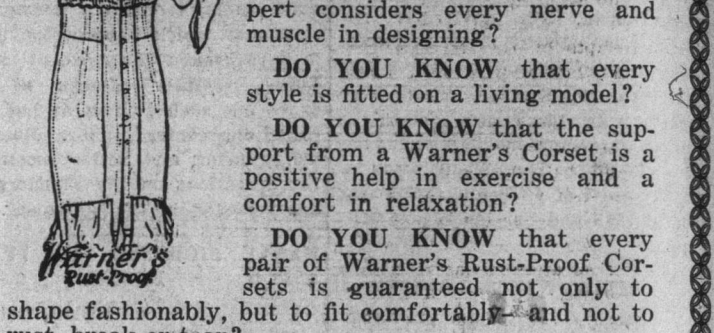 pert considers every nerve and
muscle in designing?
DO YOU KNOW that every
style is fitted on a living model?
DO YOU KNOW that the sup-
port from a Warner's Corset is a
positive help in exercise and a
comfort in relaxation?
Warner's
Rust-Proof
DO YOU KNOW that every
pair of Warner's Rust-Proof Cor-
sets is guaranteed not only to
shape fashionably, but to fit comfortably—and not to